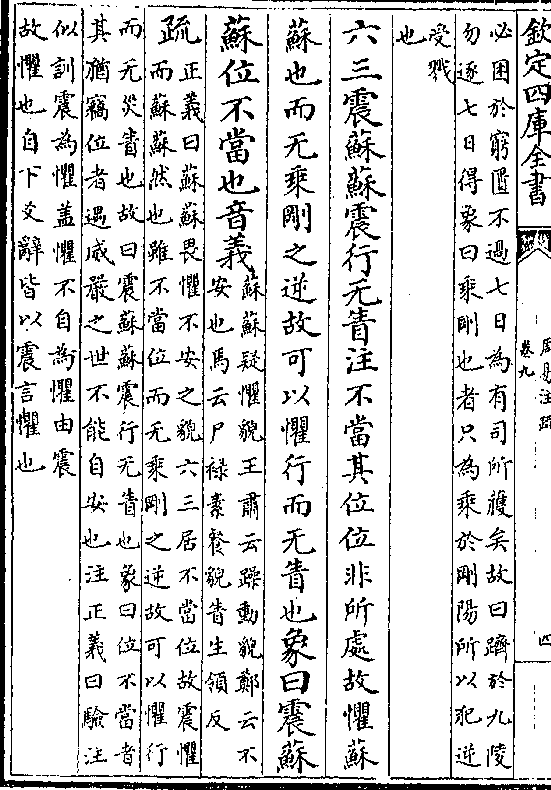 欽定四庫全書
周易注疏
卷九
四
必困於窮匱不過七日為有司所獲矣故曰躋於九陵
勿逐七日得象曰乘剛也者只為乘於剛陽所以犯逆
受戮
也
六三震蘇蘇震行无眚注不當其位位非所處故懼蘇
蘇也而无乘剛之逆故可以懼行而无眚也象曰震蘇
蘇位不當也音義
蘇蘇疑懼貌王肅云躁動貌鄭云不
安也馬云尸禄素餐貌眚生領反
疏
正義曰蘇蘇畏懼不安之貌六三居不當位故震懼
而蘇蘇然也雖不當位而无乘剛之逆故可以懼行
而无災眚也故曰震蘇蘇震行无眚也象曰位不當者
其猶竊位者遇威嚴之世不能自安也注正義曰驗注
似訓震為懼盖懼不自為懼由震
故懼也自下文辭皆以震言懼也